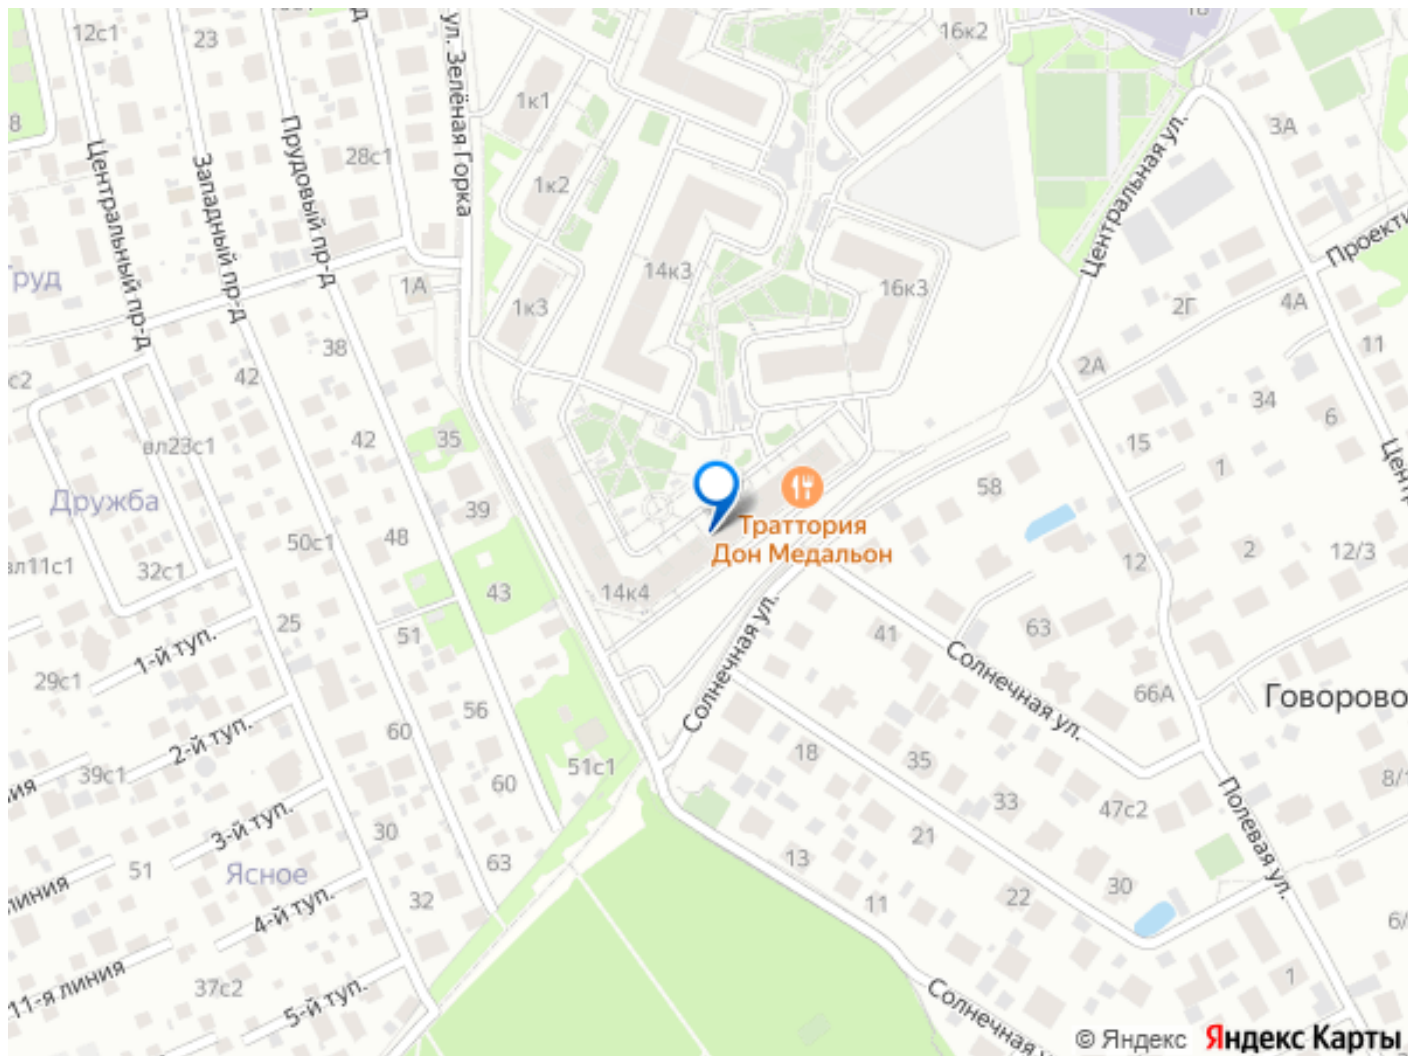 12с1
23
ул. Зелёная Горка
16к2
1к1
Центральная ул.
3А
8
Прудовый пр-д
28с1
Центральный пр-д
Западный пр-д
1к2
14к3
16к3
1А
1к3
2Г
4А
38
11
с2
42
2А
34
6
42
35
15
вл23с1
1
Дружба
58
39
48
50с1
Траттория
Дон Медальон
2
12/3
12
32с1
14к4
43
25
1-й туп.
51
41
63
Солнечная ул.
Солнечная ул.
29с1
56
66А
Говорово
2-й туп.
60
18
35
39с1
51с1
60
33
47с2
Полевая ул.
3-й туп.
30
21
51
Ясное
63
13
22
30
линия
4-й туп.
32
11
11-я линия
37с2
5-й туп.
1
Солнечная
© Яндекс Яндекс Карты